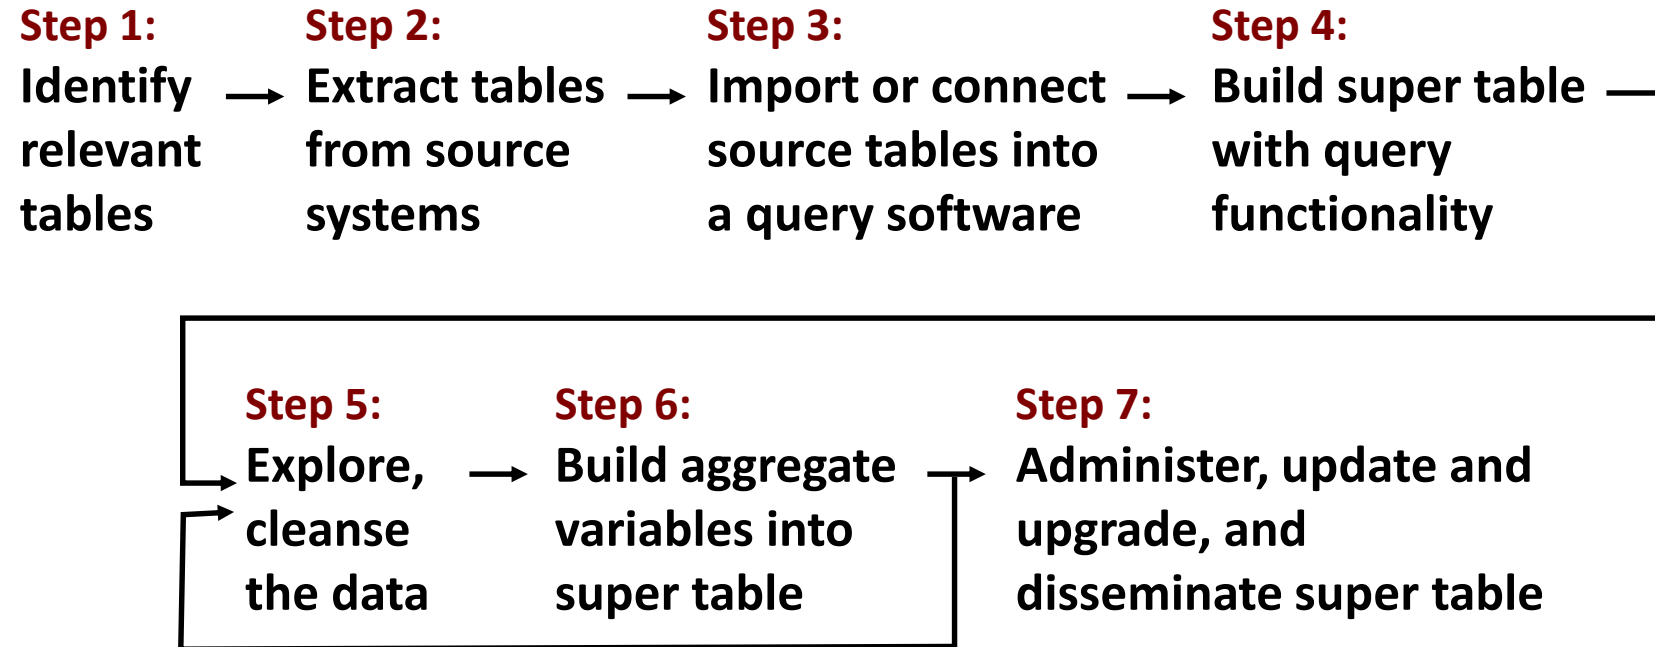 Step 1:
Identify
relevant
tables
Step 2:
Extract tables
from source
systems
Step 3:
Import or connect
source tables into
a query software
Step 4:
Build super table
with query
functionality
Step 5:
Explore,
cleanse
the data
Step 6:
Build aggregate
variables into
super table
Step 7:
Administer, update and
upgrade, and
disseminate super table